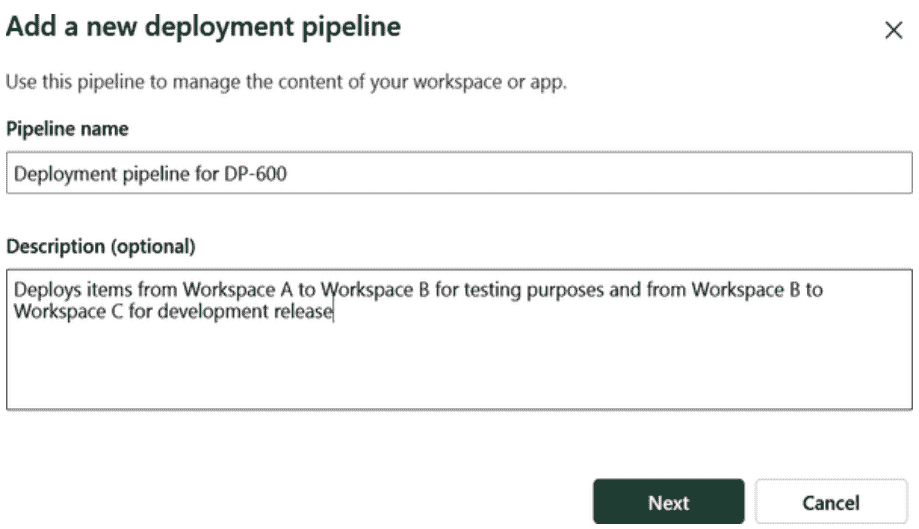 Add a new deployment pipeline
Use this pipeline to manage the content of your workspace or app.
Pipeline name
Deployment pipeline for DP-600
Description (optional)
Deploys items from Workspace A to Workspace B for testing purposes and from Workspace B to
Workspace C for development release
Next Cancel